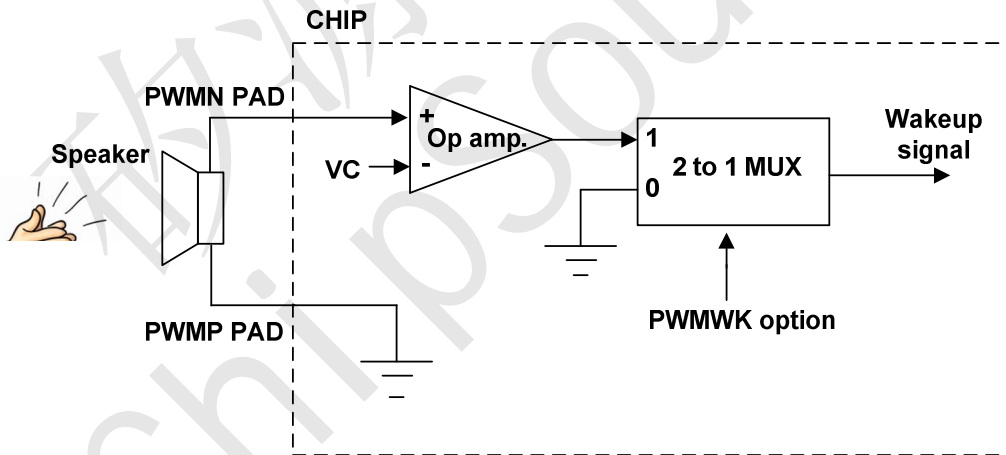 CHIP
PWMN PAD
Speaker
+
Op amp.
VC
-
1
2 to 1 MUX
0
Wakeup
signal
PWMWK option
PWMP PAD
Chipsou